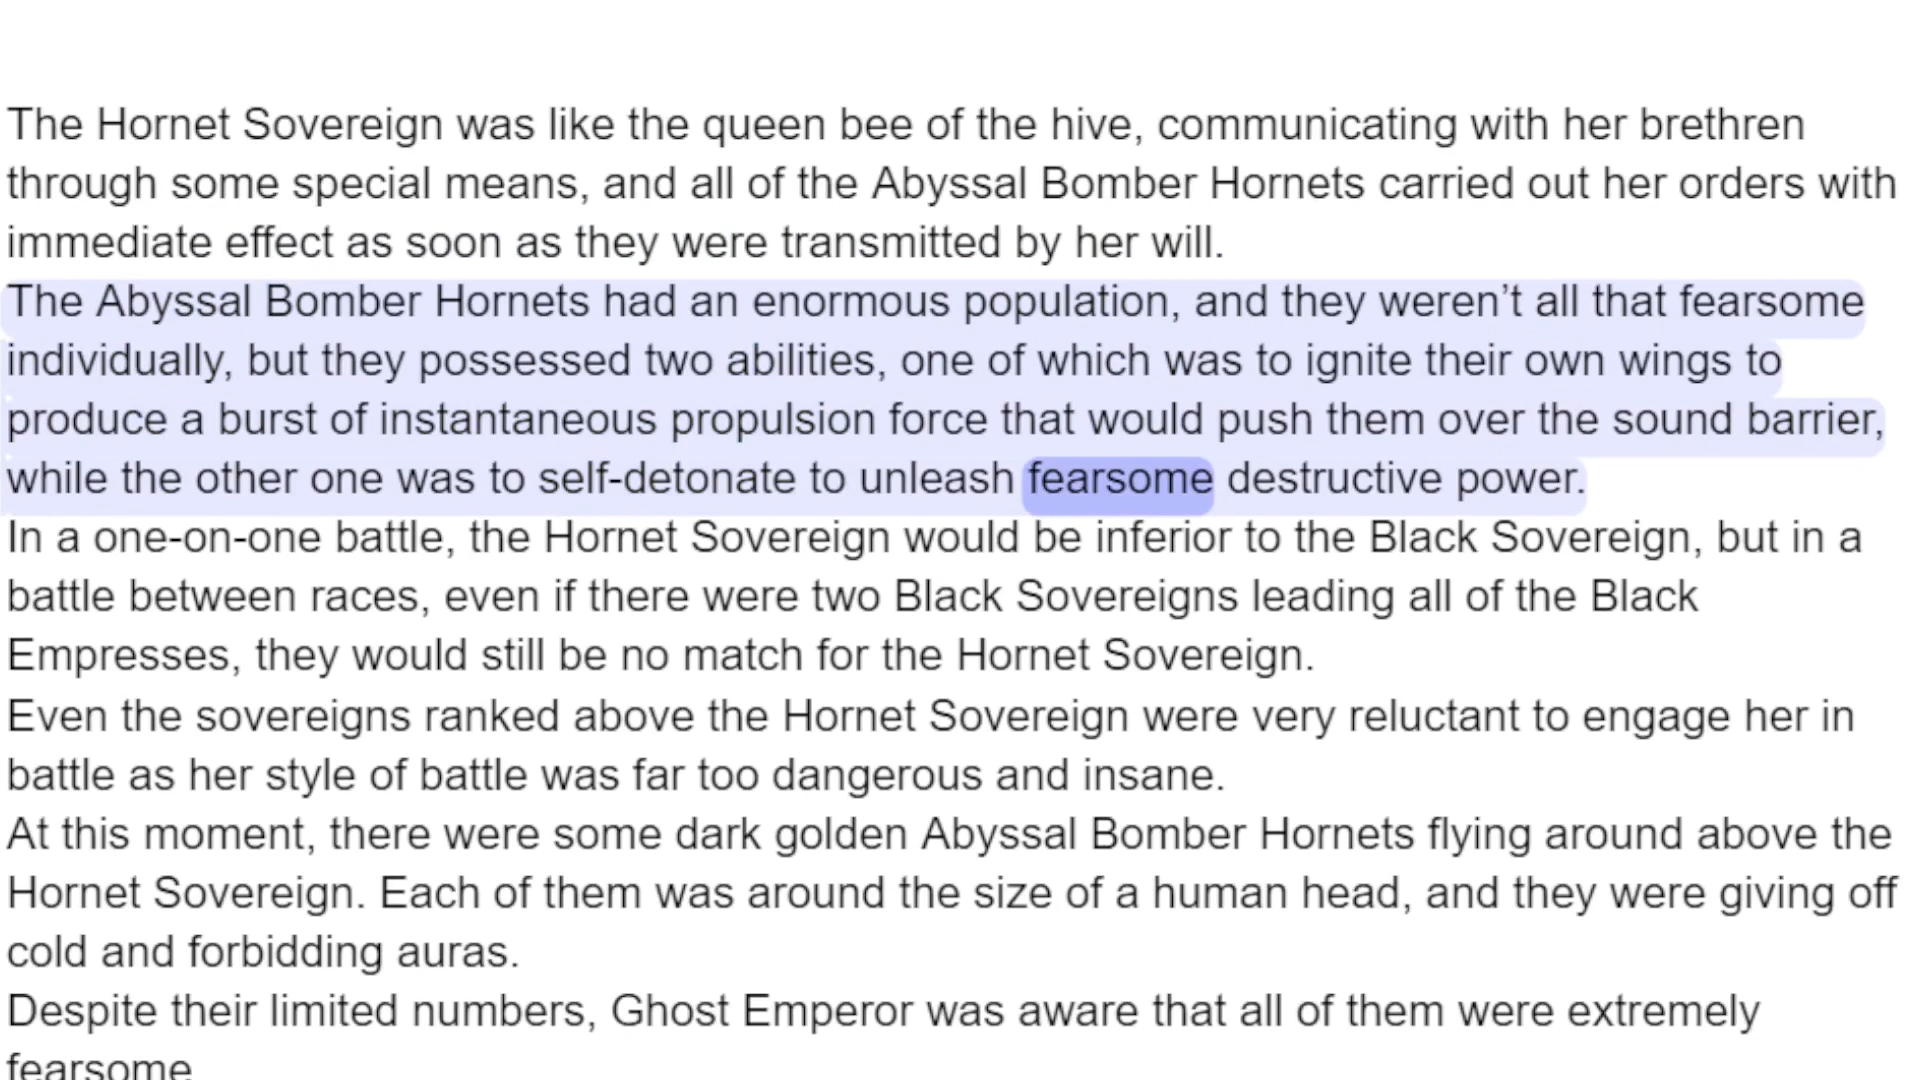 The Hornet Sovereign was like the queen bee of the hive, communicating with her brethren
through some special means, and all of the Abyssal Bomber Hornets carried out her orders with
immediate effect as soon as they were transmitted by her will.
The Abyssal Bomber Hornets had an enormous population, and they weren’t all that fearsome
individually, but they possessed two abilities, one of which was to ignite their own wings to
produce a burst of instantaneous propulsion force that would push them over the sound barrier,
while the other one was to self-detonate to unleash fearsome destructive power.
In a one-on-one battle, the Hornet Sovereign would be inferior to the Black Sovereign, but in a
battle between races, even if there were two Black Sovereigns leading all of the Black
Empresses, they would still be no match for the Hornet Sovereign.
Even the sovereigns ranked above the Hornet Sovereign were very reluctant to engage her in
battle as her style of battle was far too dangerous and insane.
At this moment, there were some dark golden Abyssal Bomber Hornets flying around above the
Hornet Sovereign. Each of them was around the size of a human head, and they were giving off
cold and forbidding auras.
Despite their limited numbers, Ghost Emperor was aware that all of them were extremely
fearsome.